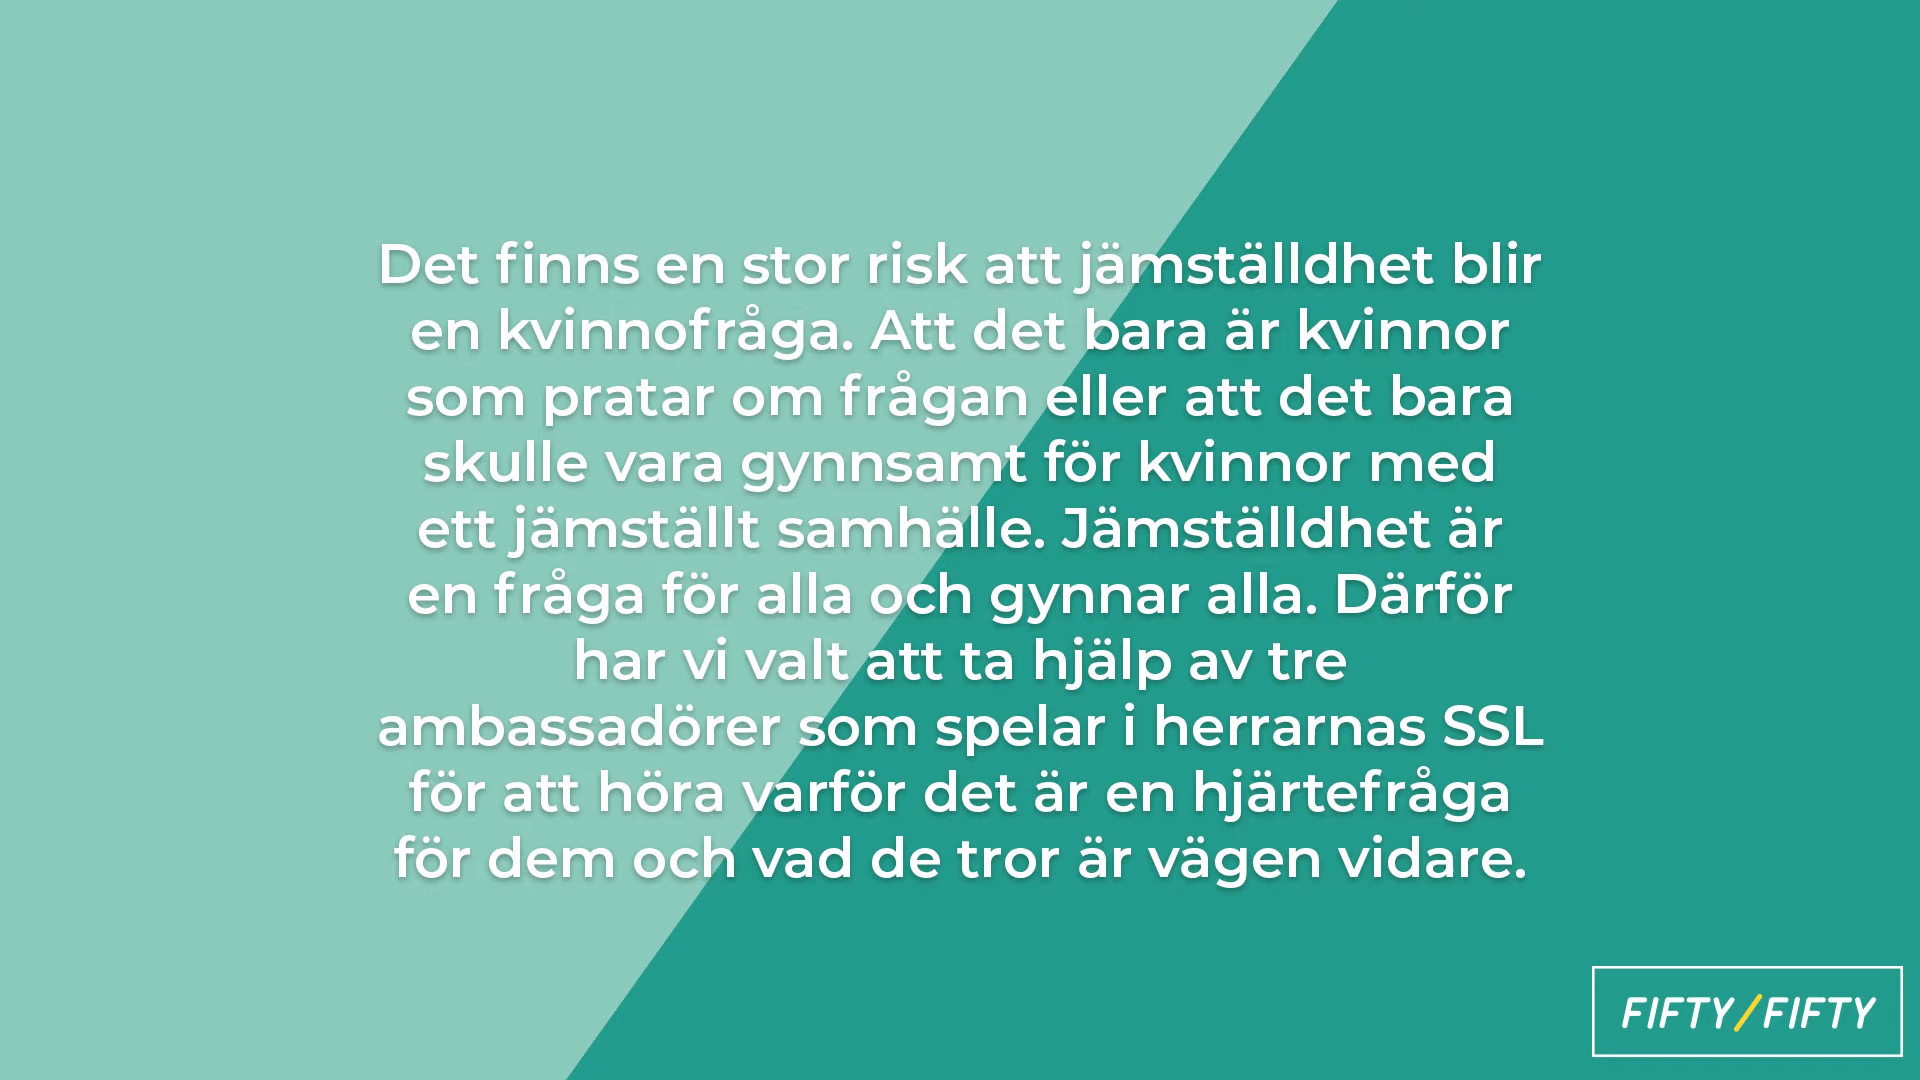 Det finns en stor risk att jämställdhet blir
en kvinnofråga. Att det bara är kvinnor
som pratar om frågan eller att det bara
skulle vara gynnsamt för kvinnor med
ett jämställt samhälle. Jämställdhet är
en fråga för alla och gynnar alla. Därför
har vi valt att ta hjälp av tre
ambassadörer som spelar i herrarnas SSL
för att höra varför det är en hjärtefråga
för dem och vad de tror är vägen vidare.
FIFTY/FIFTY